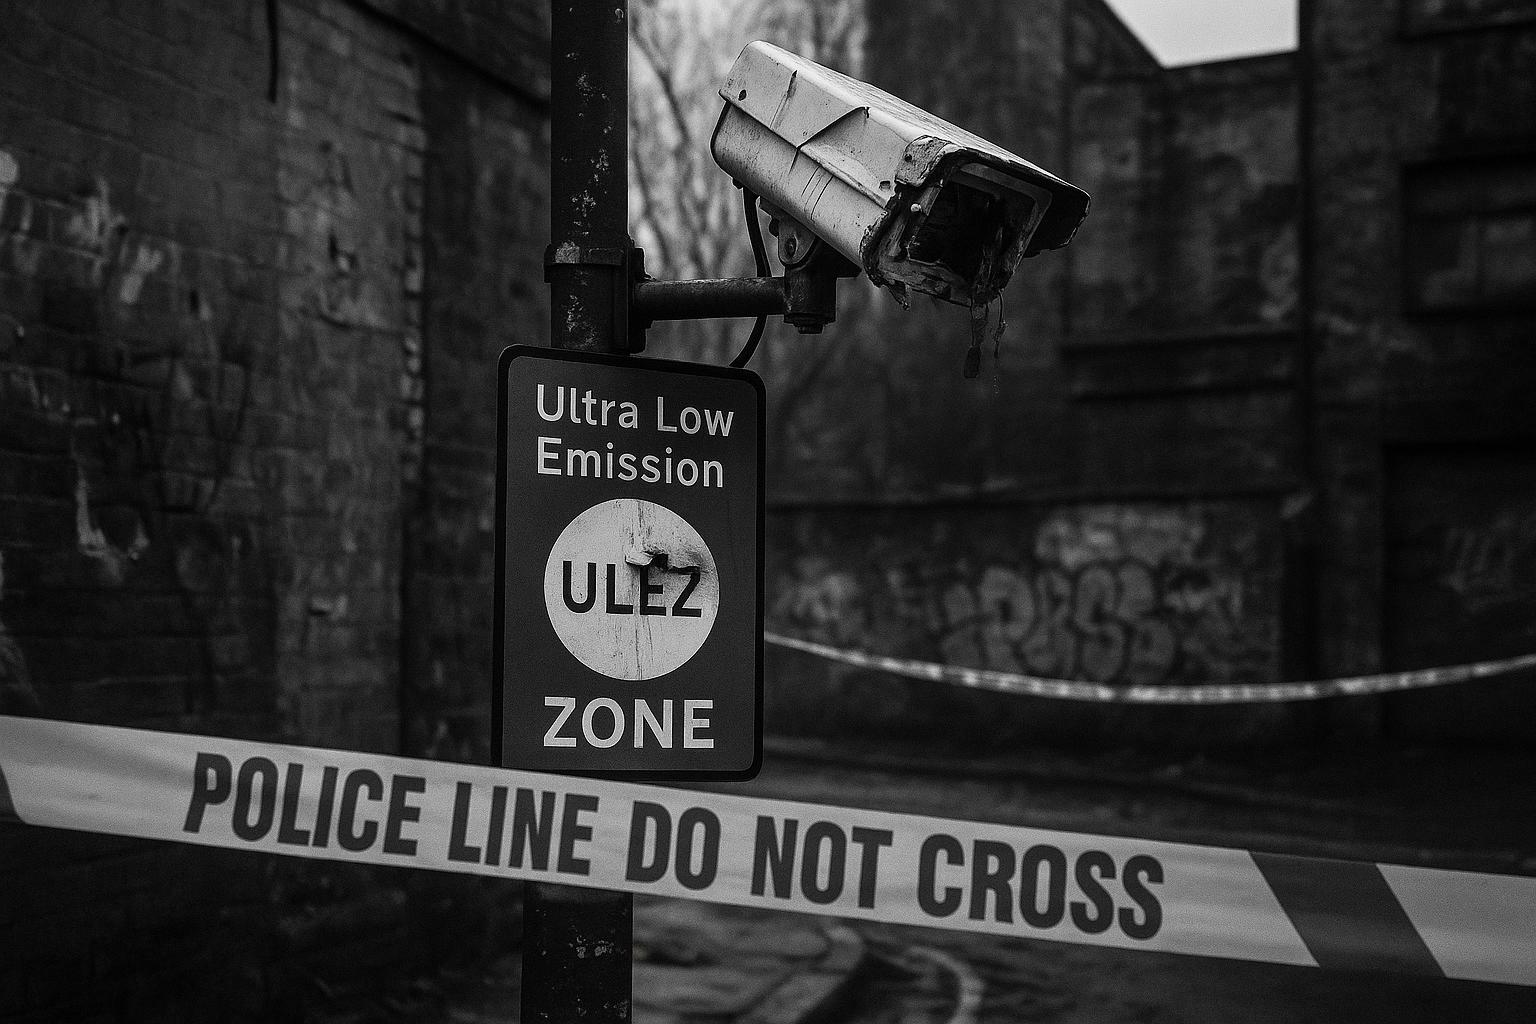 Ultra Low
Emission
ULEZ
ZONE
POLICE LINE DO NOT CROSS